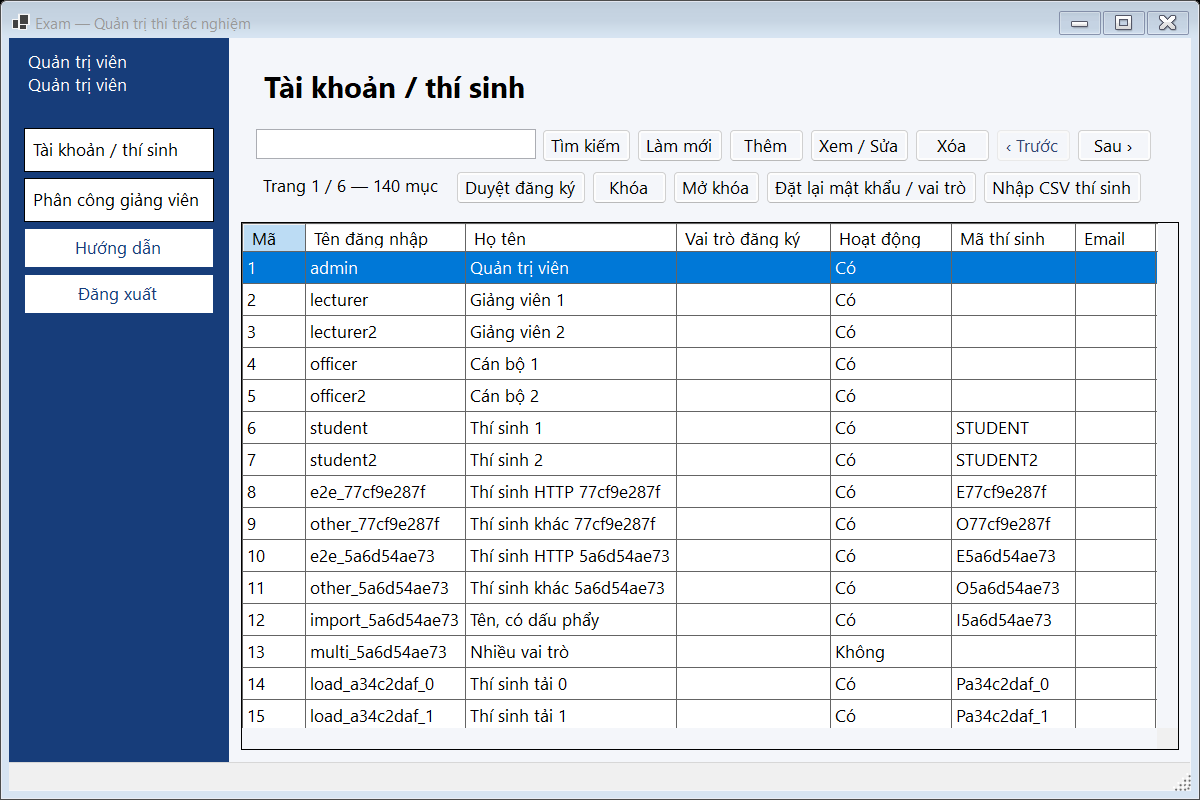 Exam — Quản trị thi trắc nghiệm
Quản trị viên
Quản trị viên
Tài khoản / thí sinh
Phân công giảng viên
Hướng dẫn
Đăng xuất
Tài khoản / thí sinh
Tìm kiếm Làm mới Thêm Xem / Sửa Xóa ‹ Trước Sau ›
Trang 1 / 6 — 140 mục Duyệt đăng ký Khóa Mở khóa Đặt lại mật khẩu / vai trò Nhập CSV thí sinh
Mã Tên đăng nhập Họ tên Vai trò đăng ký Hoạt động Mã thí sinh Email
1 admin Quản trị viên Có
2 lecturer Giảng viên 1 Có
3 lecturer2 Giảng viên 2 Có
4 officer Cán bộ 1 Có
5 officer2 Cán bộ 2 Có
6 student Thí sinh 1 Có STUDENT
7 student2 Thí sinh 2 Có STUDENT2
8 e2e_77cf9e287f Thí sinh HTTP 77cf9e287f Có E77cf9e287f
9 other_77cf9e287f Thí sinh khác 77cf9e287f Có O77cf9e287f
10 e2e_5a6d54ae73 Thí sinh HTTP 5a6d54ae73 Có E5a6d54ae73
11 other_5a6d54ae73 Thí sinh khác 5a6d54ae73 Có O5a6d54ae73
12 import_5a6d54ae73 Tên, có dấu phẩy Có I5a6d54ae73
13 multi_5a6d54ae73 Nhiều vai trò Không
14 load_a34c2daf_0 Thí sinh tải 0 Có Pa34c2daf_0
15 load_a34c2daf_1 Thí sinh tải 1 Có Pa34c2daf_1